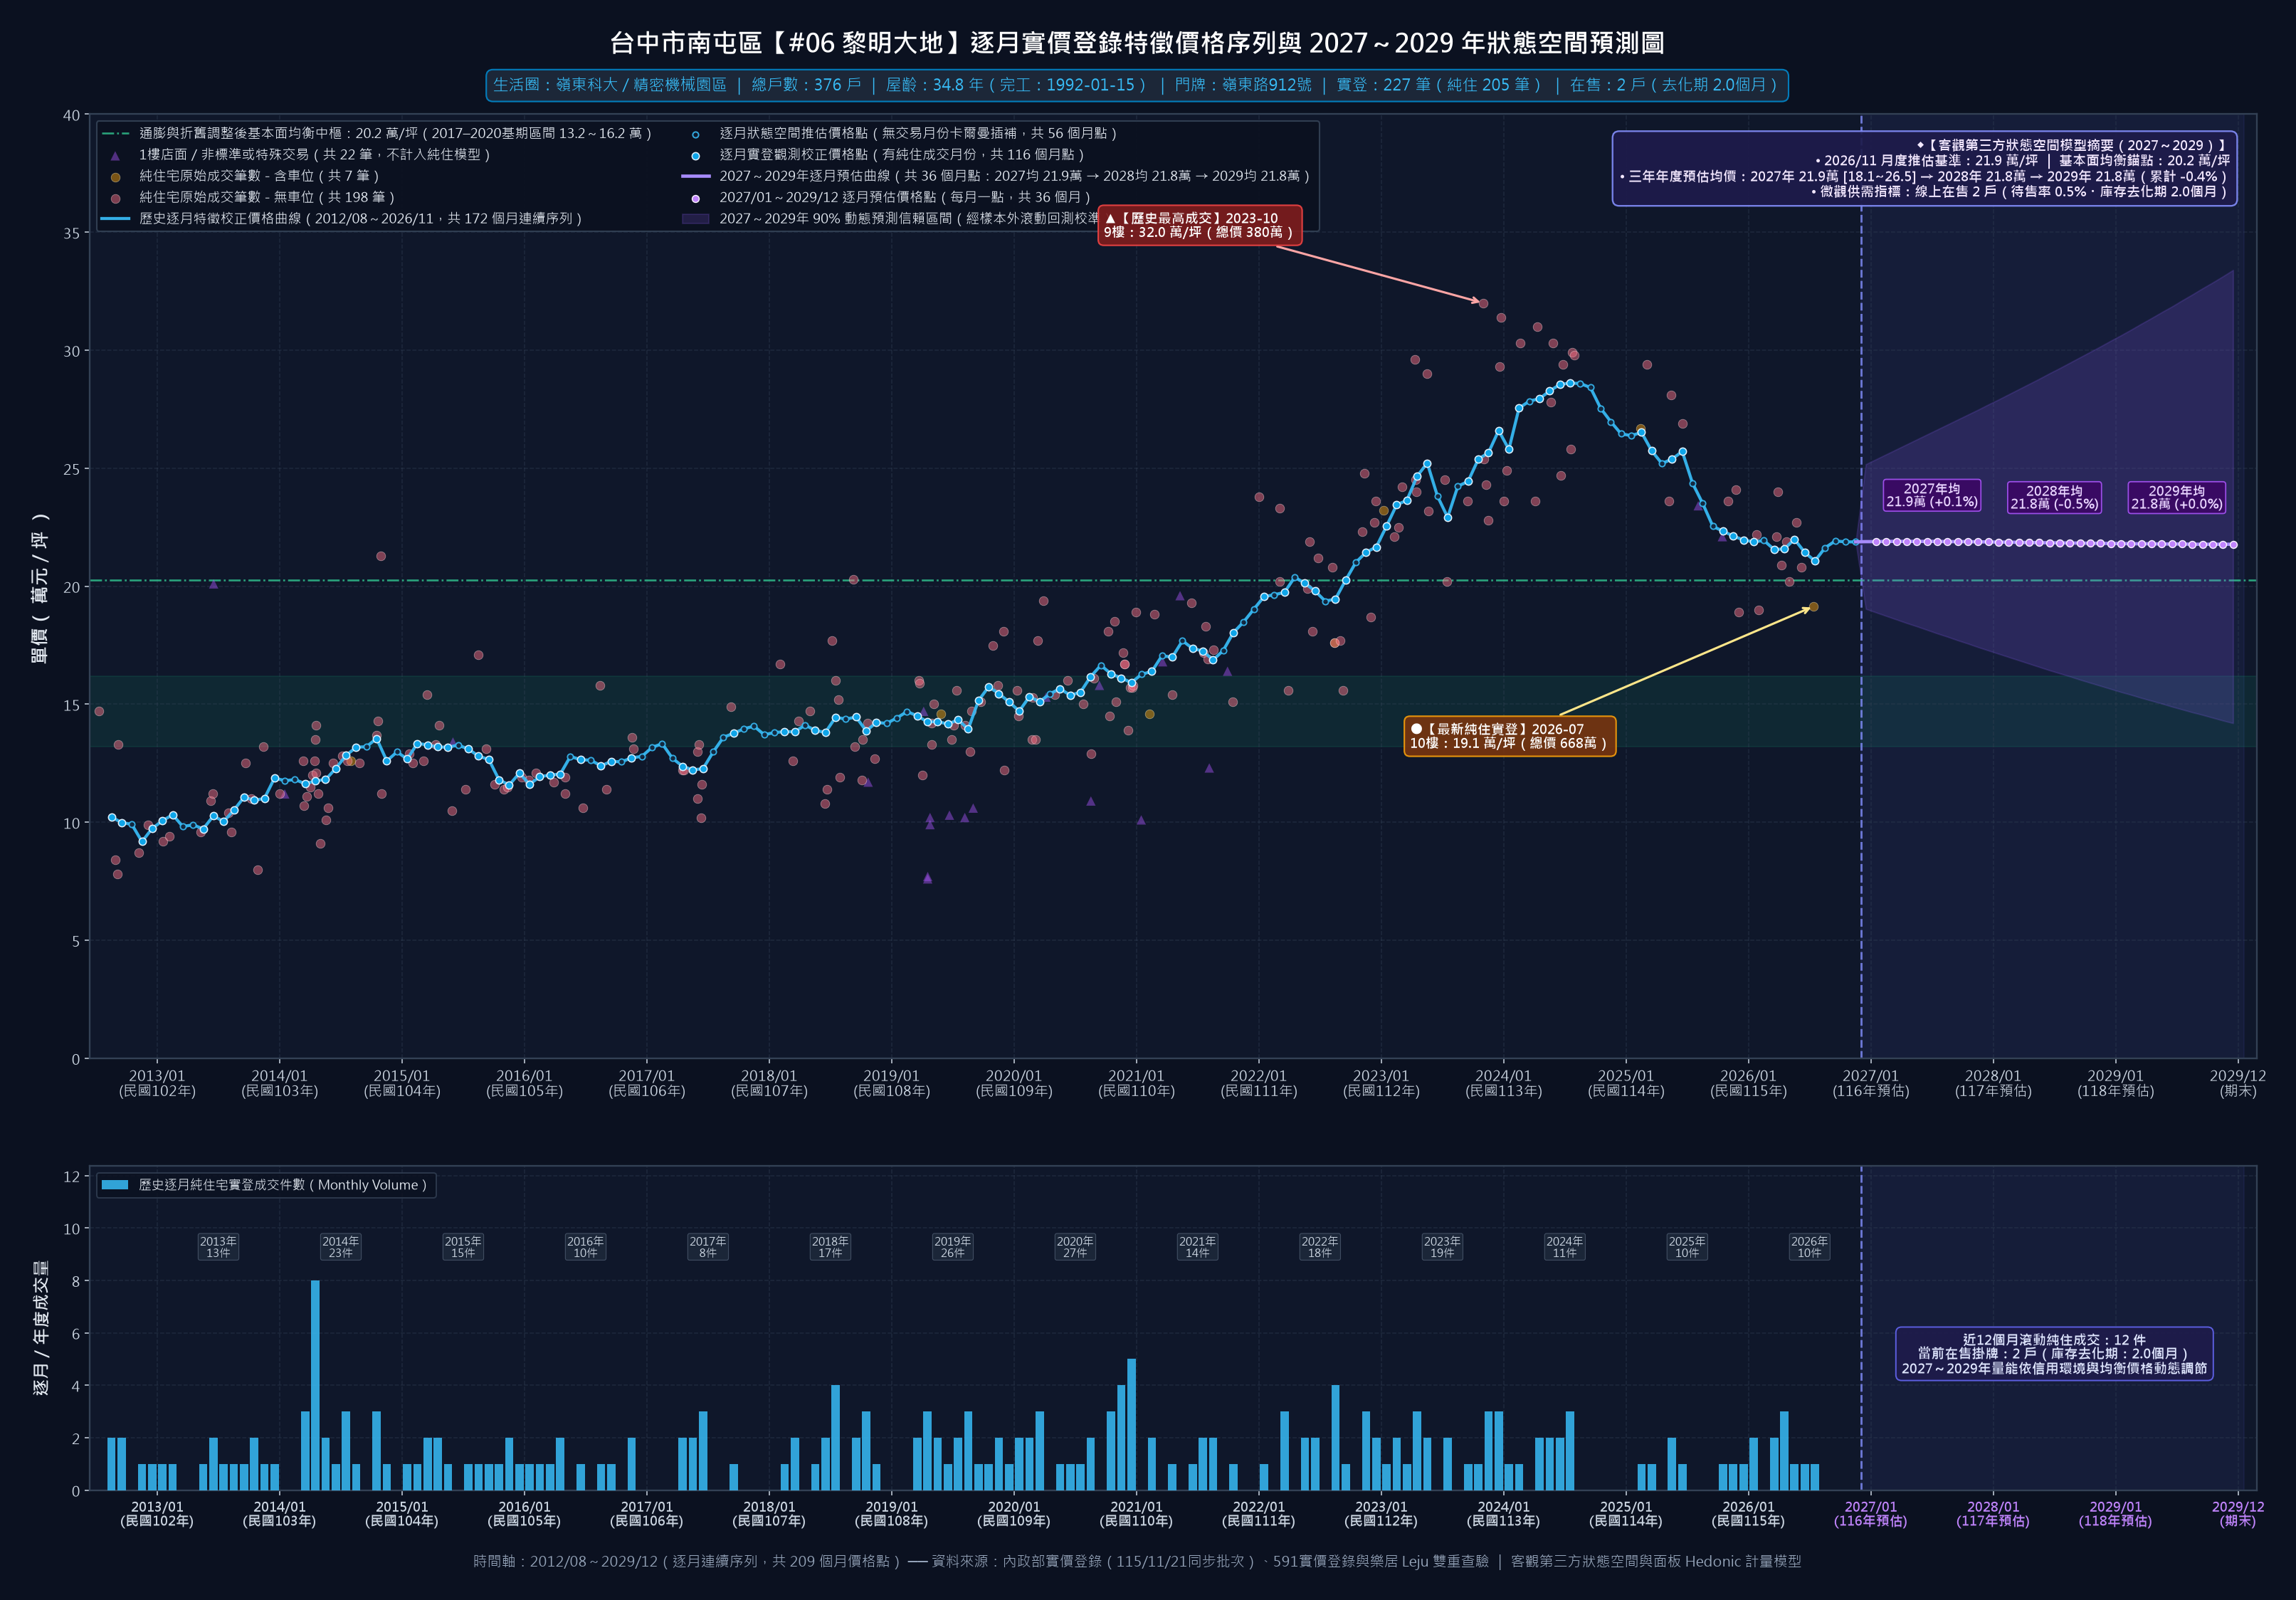 台中市南屯區【#06 黎明大地】逐月實價登錄特徵價格序列與 2027～2029 年狀態空間預測圖
生活圈：嶺東科大 / 精密機械園區 ｜ 總戶數：376 戶 ｜ 屋齡：34.8 年 ( 完工：1992-01-15 ) ｜ 門牌：嶺東路912號 ｜ 實登：227 筆 ( 純住 205 筆 ) ｜ 在售：2 戶 ( 去化期 2.0個月 )
通膨與折舊調整後基本面均衡中樞：20.2 萬/坪 ( 2017–2020基期區間 13.2～16.2 萬 )
1樓店面 / 非標準或特殊交易 ( 共 22 筆，不計入純住模型 )
純住宅原始成交筆數 - 含車位 ( 共 7 筆 )
純住宅原始成交筆數 - 無車位 ( 共 198 筆 )
歷史逐月特徵校正價格曲線 ( 2012/08～2026/11，共 172 個月連續序列 )
逐月狀態空間推估價格點 ( 無交易月份卡爾曼插補，共 56 個月點 )
逐月實登觀測校正價格點 ( 有純住成交月份，共 116 個月點 )
2027～2029年逐月預估價格曲線 ( 共 36 個月點：2027均 21.9萬 → 2028均 21.8萬 → 2029均 21.8萬 )
2027/01～2029/12 逐月預估價格點 ( 每月一點，共 36 個月 )
2027～2029年 90% 動態預測信賴區間 ( 經樣本外滾動回測校準
◆【 客觀第三方狀態空間模型摘要 ( 2027～2029 ) 】
• 2026/11 月度推估基準：21.9 萬/坪 ｜ 基本面均衡錨點：20.2 萬/坪
• 三年年度預估均價：2027年 21.9萬 [18.1~26.5] → 2028年 21.8萬 → 2029年 21.8萬 ( 累計 -0.4% )
• 微觀供需指標：線上在售 2 戶 ( 待售率 0.5%．庫存去化期 2.0個月 )
▲【歷史最高成交】2023-10
9樓：32.0 萬/坪 ( 總價 380萬 )
●【最新純住實登】2026-07
10樓：19.1 萬/坪 ( 總價 668萬 )
2027年均
21.9萬 (+0.1%)
2028年均
21.8萬 (-0.5%)
2029年均
21.8萬 (+0.0%)
單價 ( 萬元 / 坪 )
40
35
30
25
20
15
10
5
0
2013/01 2014/01 2015/01 2016/01 2017/01 2018/01 2019/01 2020/01 2021/01 2022/01 2023/01 2024/01 2025/01 2026/01 2027/01 2028/01 2029/01 2029/12
(民國102年) (民國103年) (民國104年) (民國105年) (民國106年) (民國107年) (民國108年) (民國109年) (民國110年) (民國111年) (民國112年) (民國113年) (民國114年) (民國115年) (116年預估) (117年預估) (118年預估) (期末)
歷史逐月純住宅實登成交件數 ( Monthly Volume )
逐月 / 年度成交量
12
10
8
6
4
2
0
2013年 2014年 2015年 2016年 2017年 2018年 2019年 2020年 2021年 2022年 2023年 2024年 2025年 2026年
13件 23件 15件 10件 8件 17件 26件 27件 14件 18件 19件 11件 10件 10件
近12個月滾動純住成交：12 件
當前在售掛牌：2 戶 ( 庫存去化期：2.0個月 )
2027～2029年量能依信用環境與均衡價格動態調節
2013/01 2014/01 2015/01 2016/01 2017/01 2018/01 2019/01 2020/01 2021/01 2022/01 2023/01 2024/01 2025/01 2026/01 2027/01 2028/01 2029/01 2029/12
(民國102年) (民國103年) (民國104年) (民國105年) (民國106年) (民國107年) (民國108年) (民國109年) (民國110年) (民國111年) (民國112年) (民國113年) (民國114年) (民國115年) (116年預估) (117年預估) (118年預估) (期末)
時間軸：2012/08～2029/12 ( 逐月連續序列，共 209 個月價格點 ) ── 資料來源：內政部實價登錄 ( 115/11/21同步批次 ) 、591實價登錄與樂居 Leju 雙重查驗 ｜ 客觀第三方狀態空間與面板 Hedonic 計量模型